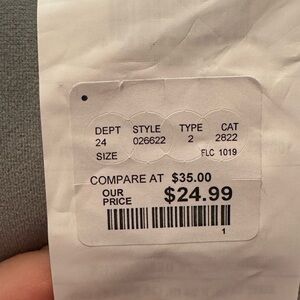 DEPT STYLE TYPE CAT
24 026622 2 2822
SIZE FLC 1019
COMPARE AT $35.00
OUR PRICE $24.99
1